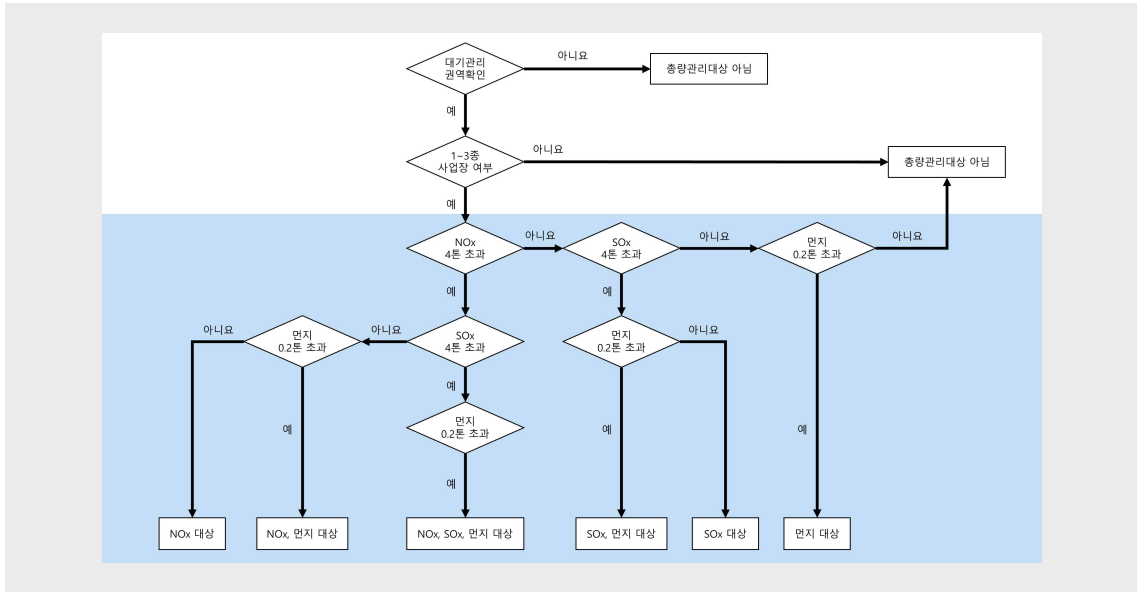 대기관리
권역확인
아니요
총량관리대상 아님
예
1~3종
사업장 여부
아니요
총량관리대상 아님
예
NOx
4톤 초과
아니요
SOx
4톤 초과
아니요
먼지
0.2톤 초과
아니요
예
예
아니요
먼지
0.2톤 초과
아니요
SOx
4톤 초과
먼지
0.2톤 초과
아니요
예
먼지
0.2톤 초과
예
예
예
예
NOx 대상
NOx, 먼지 대상
NOx, SOx, 먼지 대상
SOx, 먼지 대상
SOx 대상
먼지 대상